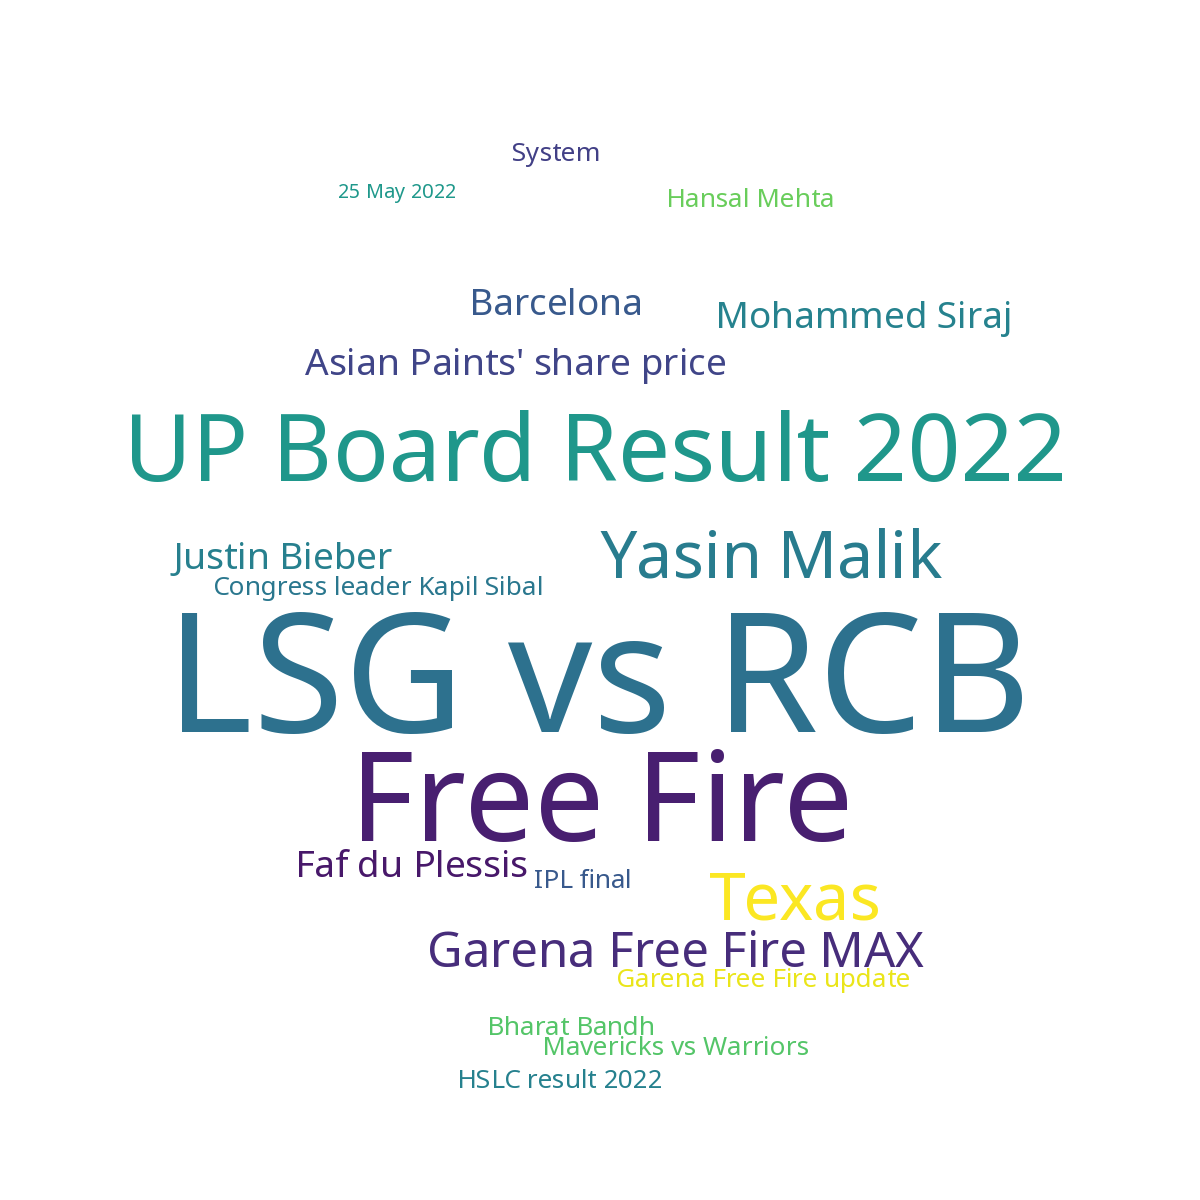 System
25 May 2022
Hansal Mehta
Barcelona
Mohammed Siraj
Asian Paints' share price
UP Board Result 2022
Justin Bieber
Yasin Malik
Congress leader Kapil Sibal
LSG vs RCB
Free Fire
Faf du Plessis
IPL final
Texas
Garena Free Fire MAX
Garena Free Fire update
Bharat Bandh
Mavericks vs Warriors
HSLC result 2022